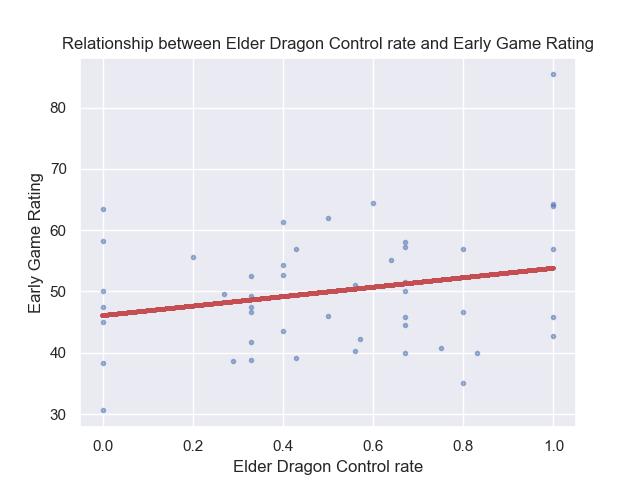 Relationship between Elder Dragon Control rate and Early Game Rating
Early Game Rating
80
70
60
50
40
30
0.0 0.2 0.4 0.6 0.8 1.0
Elder Dragon Control rate